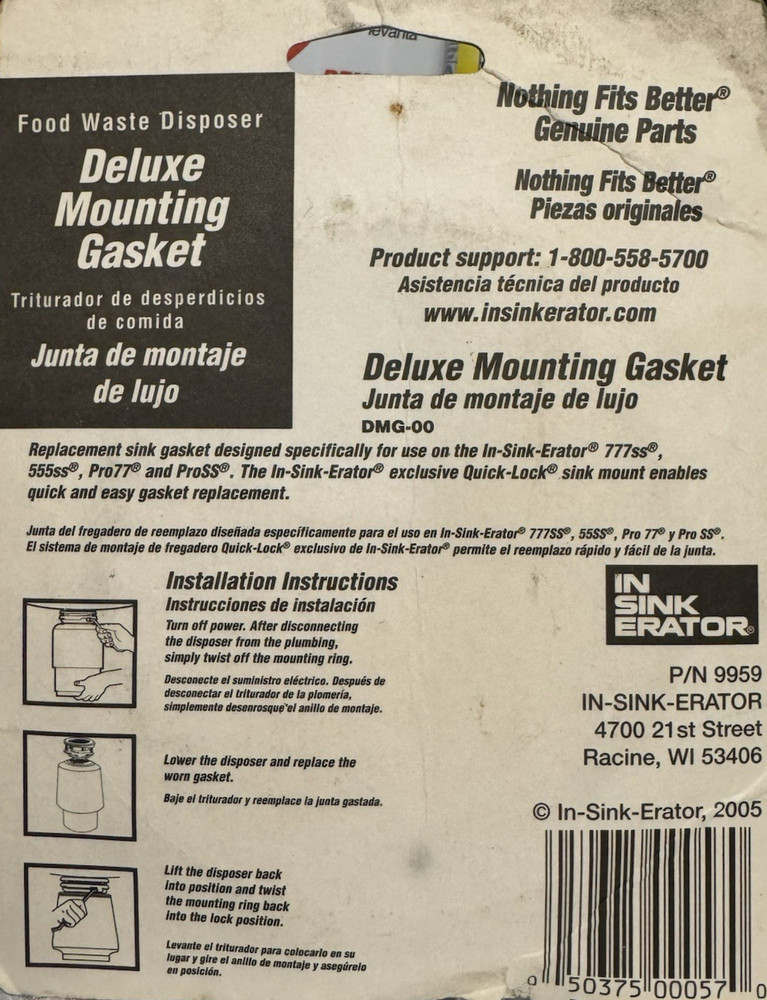 levanta
Food Waste Disposer
Deluxe
Mounting
Gasket
Triturador de desperdicios
de comida
Junta de montaje
de lujo
Nothing Fits Better®
Genuine Parts
Nothing Fits Better®
Piezas originales
Product support: 1-800-558-5700
Asistencia técnica del producto
www.insinkerator.com
Deluxe Mounting Gasket
Junta de montaje de lujo
DMG-00
Replacement sink gasket designed specifically for use on the In-Sink-Erator® 777ss®,
555ss®, Pro77® and ProSS®. The In-Sink-Erator® exclusive Quick-Lock® sink mount enables
quick and easy gasket replacement.
Junta del fregadero de reemplazo diseñada específicamente para el uso en In-Sink-Erator® 777SS®, 55SS®, Pro 77® y Pro SS®.
El sistema de montaje de fregadero Quick-Lock® exclusivo de In-Sink-Erator® permite el reemplazo rápido y fácil de la junta.
Installation Instructions
Instrucciones de instalación
Turn off power. After disconnecting
the disposer from the plumbing,
simply twist off the mounting ring.
Desconecte el suministro eléctrico. Después de
desconectar el triturador de la plomería,
simplemente desenrosque el anillo de montaje.
Lower the disposer and replace the
worn gasket.
Baje el triturador y reemplace la junta gastada.
Lift the disposer back
into position and twist
the mounting ring back
into the lock position.
Levante el triturador para colocarlo en su
lugar y gire el anillo de montaje y asegúrelo
en posición.
IN
SINK
ERATOR®
P/N 9959
IN-SINK-ERATOR
4700 21st Street
Racine, WI 53406
© In-Sink-Erator, 2005
0 50375 00057 0